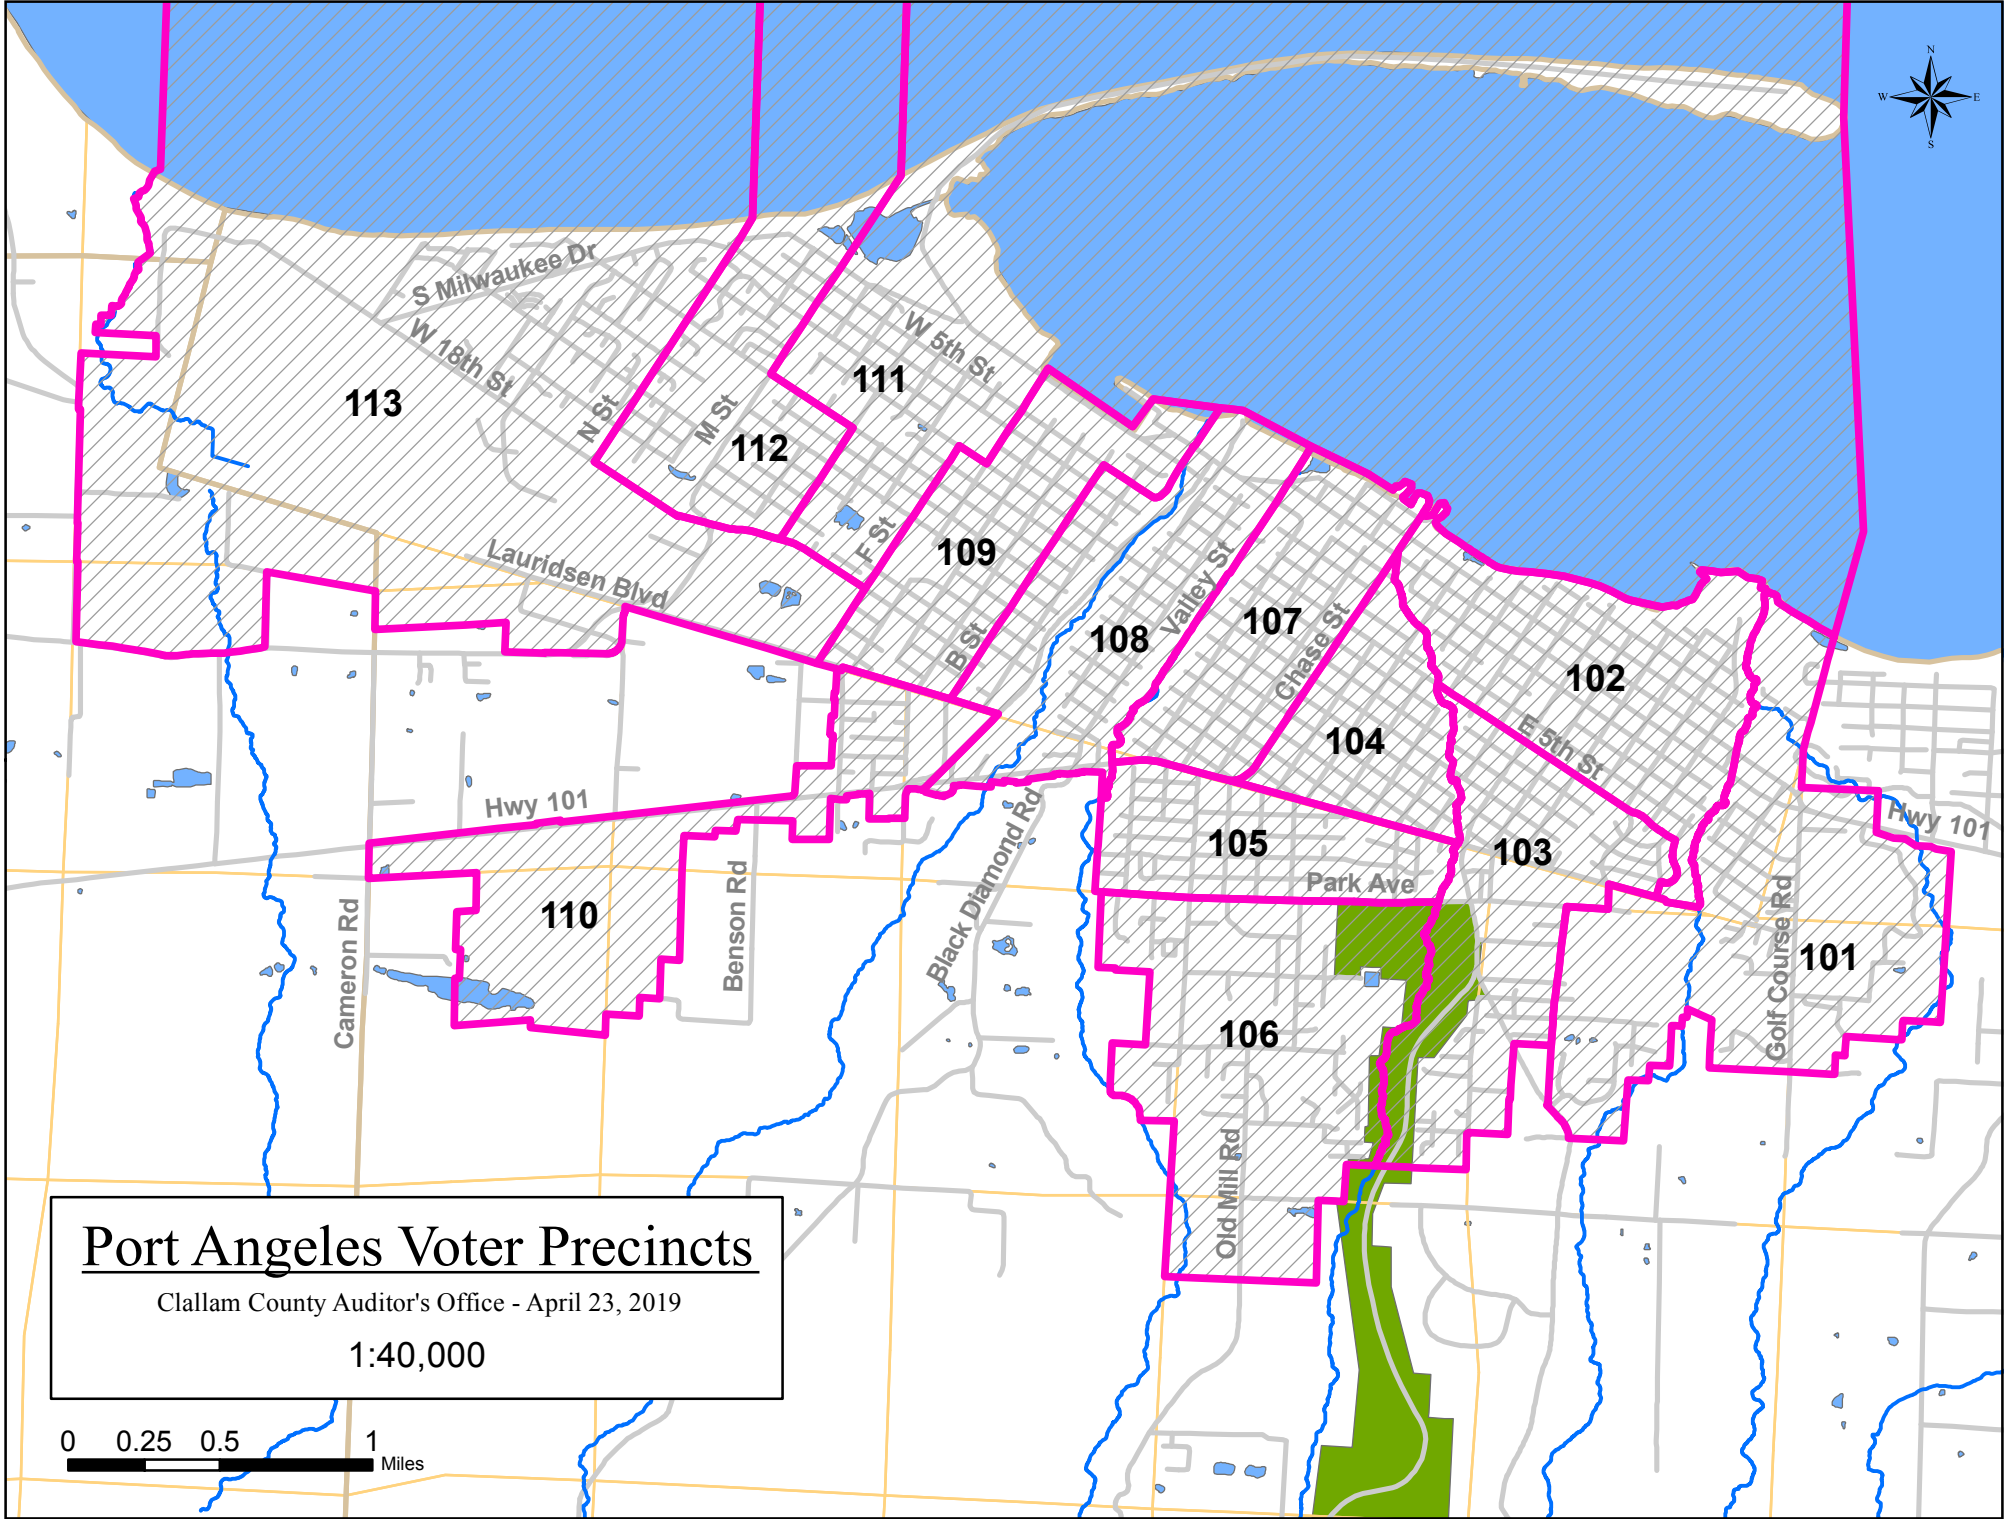 N
W E
S
S Milwaukee Dr
W 18th St
W 5th St
113
111
N St
M St
112
F St
109
Lauridsen Blvd
B St
108
Valley St
107
Chase St
102
104
E 5th St
Hwy 101
Hwy 101
105
103
Park Ave
110
Cameron Rd
Benson Rd
Black Diamond Rd
101
Golf Course Rd
106
Old Mill Rd
Port Angeles Voter Precincts
Clallam County Auditor's Office - April 23, 2019
1:40,000
0 0.25 0.5 1
Miles